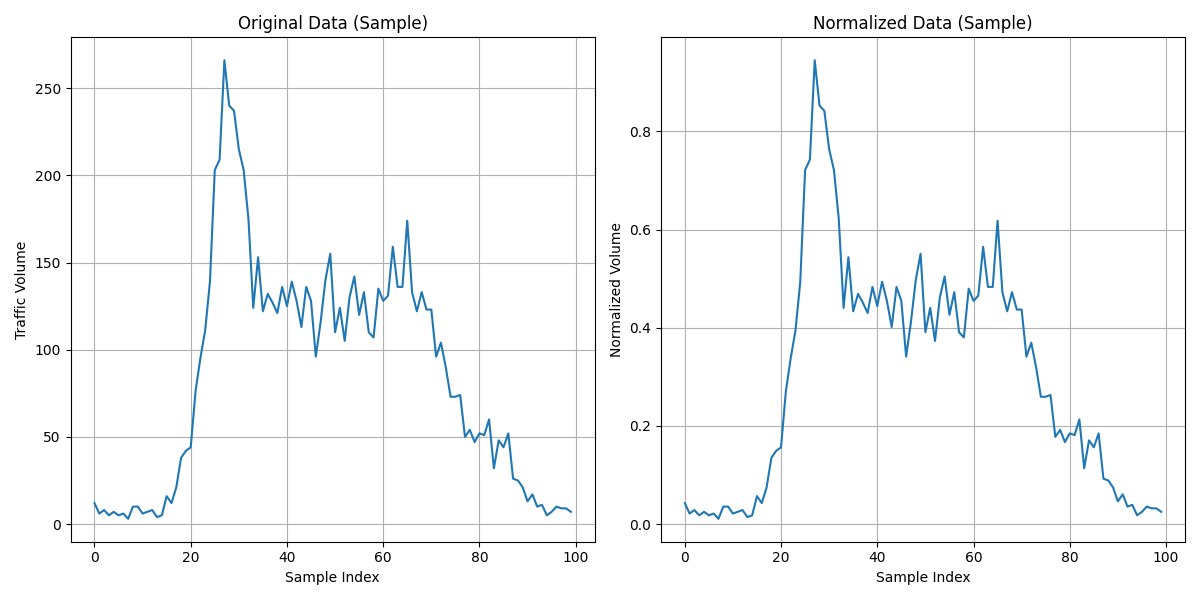 Original Data (Sample)
Traffic Volume
250
200
150
100
50
0
0 20 40 60 80 100
Sample Index
Normalized Data (Sample)
Normalized Volume
0.8
0.6
0.4
0.2
0.0
0 20 40 60 80 100
Sample Index